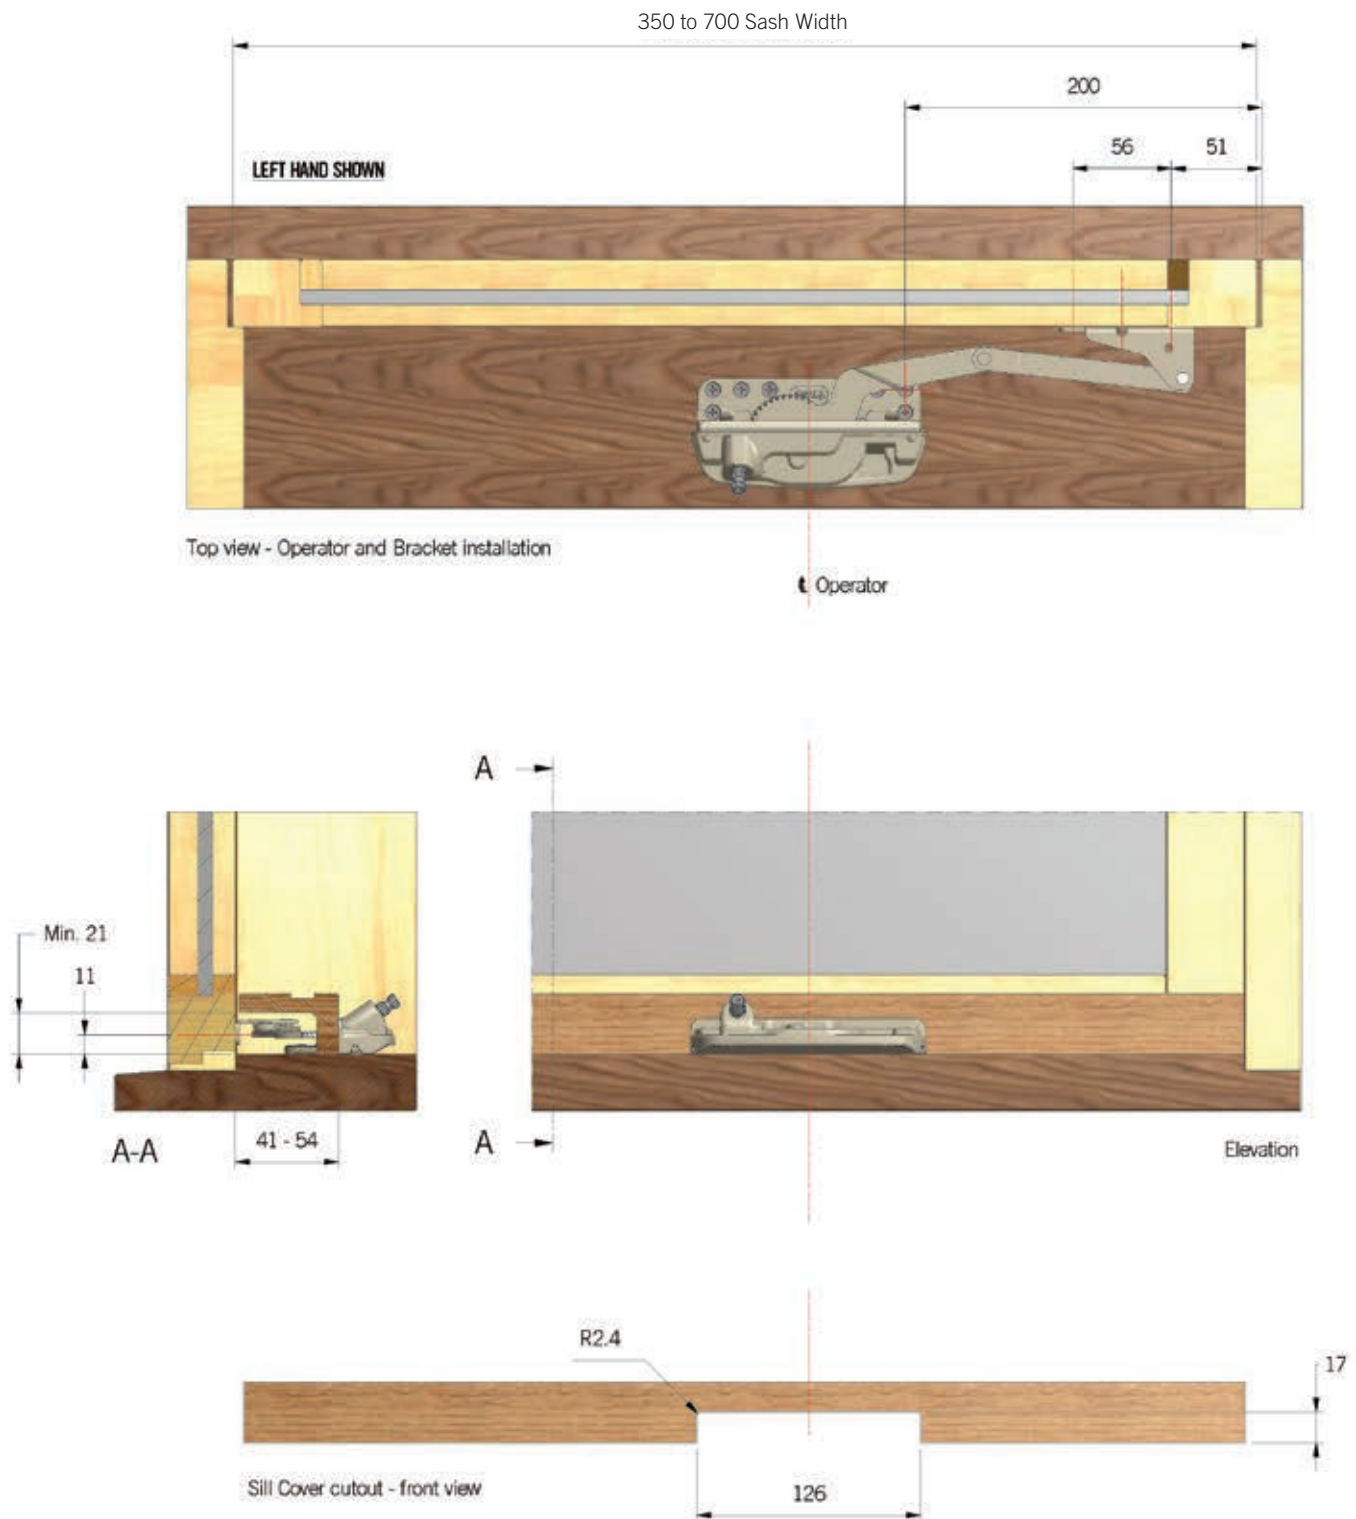 350 to 700 Sash Width
200
56
51
LEFT HAND SHOWN
Top view - Operator and Bracket installation
Operator
A
Min. 21
11
A-A
41 - 54
A
Elevation
R2.4
17
Sill Cover cutout - front view
126